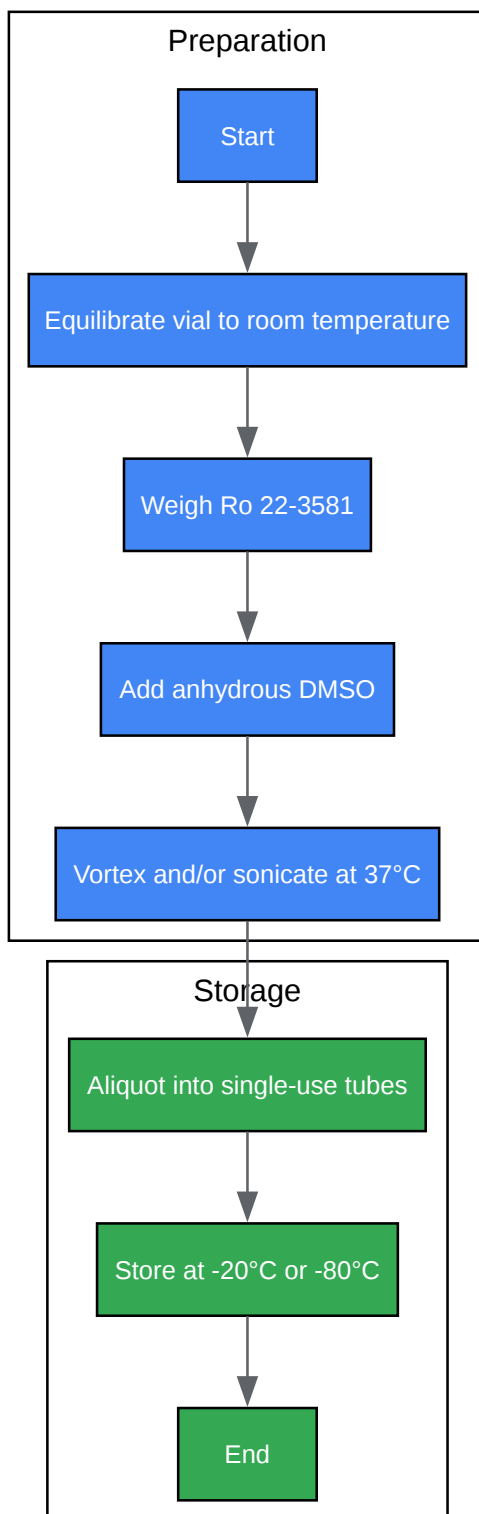 Preparation
Start
Equilibrate vial to room temperature
Weigh Ro 22-3581
Add anhydrous DMSO
Vortex and/or sonicate at 37°C
Storage
Aliquot into single-use tubes
Store at -20°C or -80°C
End